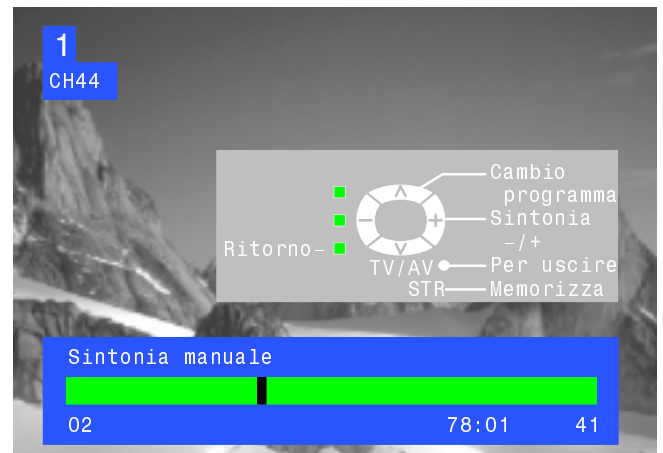 1
CH44
Cambio
programma
Sintonia
-/+
Ritorno-
TV/AV Per uscire
STR Memorizza
Sintonia manuale
02 78:01 41